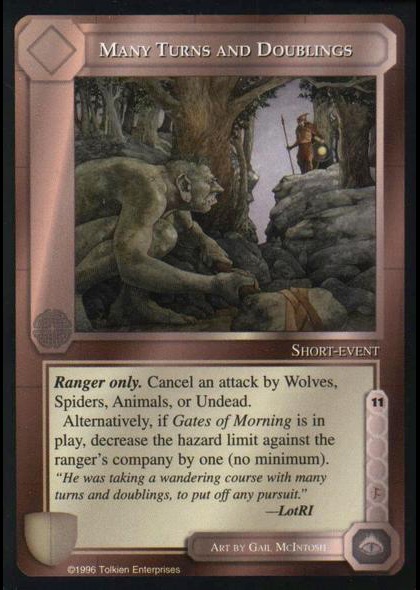 MANY TURNS AND DOUBLINGS
SHORT-EVENT
Ranger only. Cancel an attack by Wolves,
Spiders, Animals, or Undead.
Alternatively, if Gates of Morning is in
play, decrease the hazard limit against the
ranger's company by one (no minimum).
"He was taking a wandering course with many
turns and doublings, to put off any pursuit."
—LotRI
11
ART BY GAIL MCINTOSH
©1996 Tolkien Enterprises